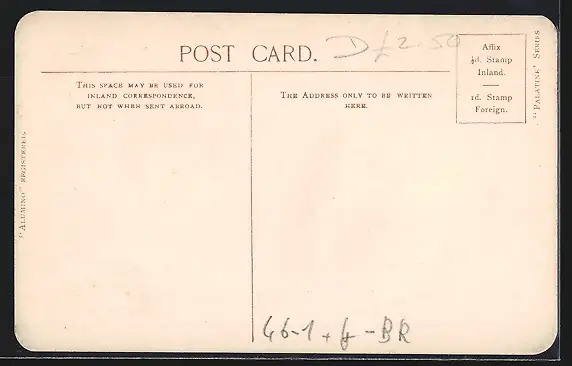 POST CARD.
D £2.50
Affix
½d. Stamp
Inland.
1d. Stamp
Foreign.
"PALATINE" SERIES
THIS SPACE MAY BE USED FOR
INLAND CORRESPONDENCE,
BUT NOT WHEN SENT ABROAD.
THE ADDRESS ONLY TO BE WRITTEN
HERE.
"ALUMINO" REGISTERED.
46-1
-BR